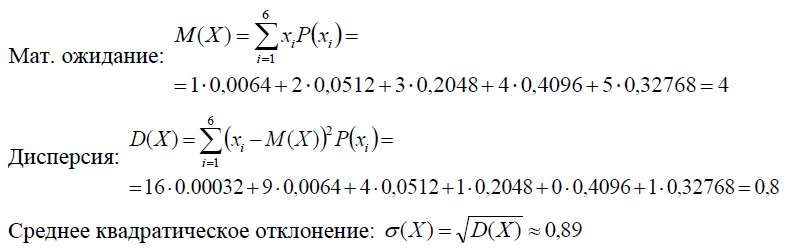 Мат. ожидание: M(X) = ∑_{i=1}^{6} x_i P(x_i) =
= 1·0,0064 + 2·0,0512 + 3·0,2048 + 4·0,4096 + 5·0,32768 = 4
Дисперсия: D(X) = ∑_{i=1}^{6} (x_i − M(X))² P(x_i) =
= 16·0.00032 + 9·0,0064 + 4·0,0512 + 1·0,2048 + 0·0,4096 + 1·0,32768 = 0,8
Среднее квадратическое отклонение: σ(X) = √D(X) ≈ 0,89